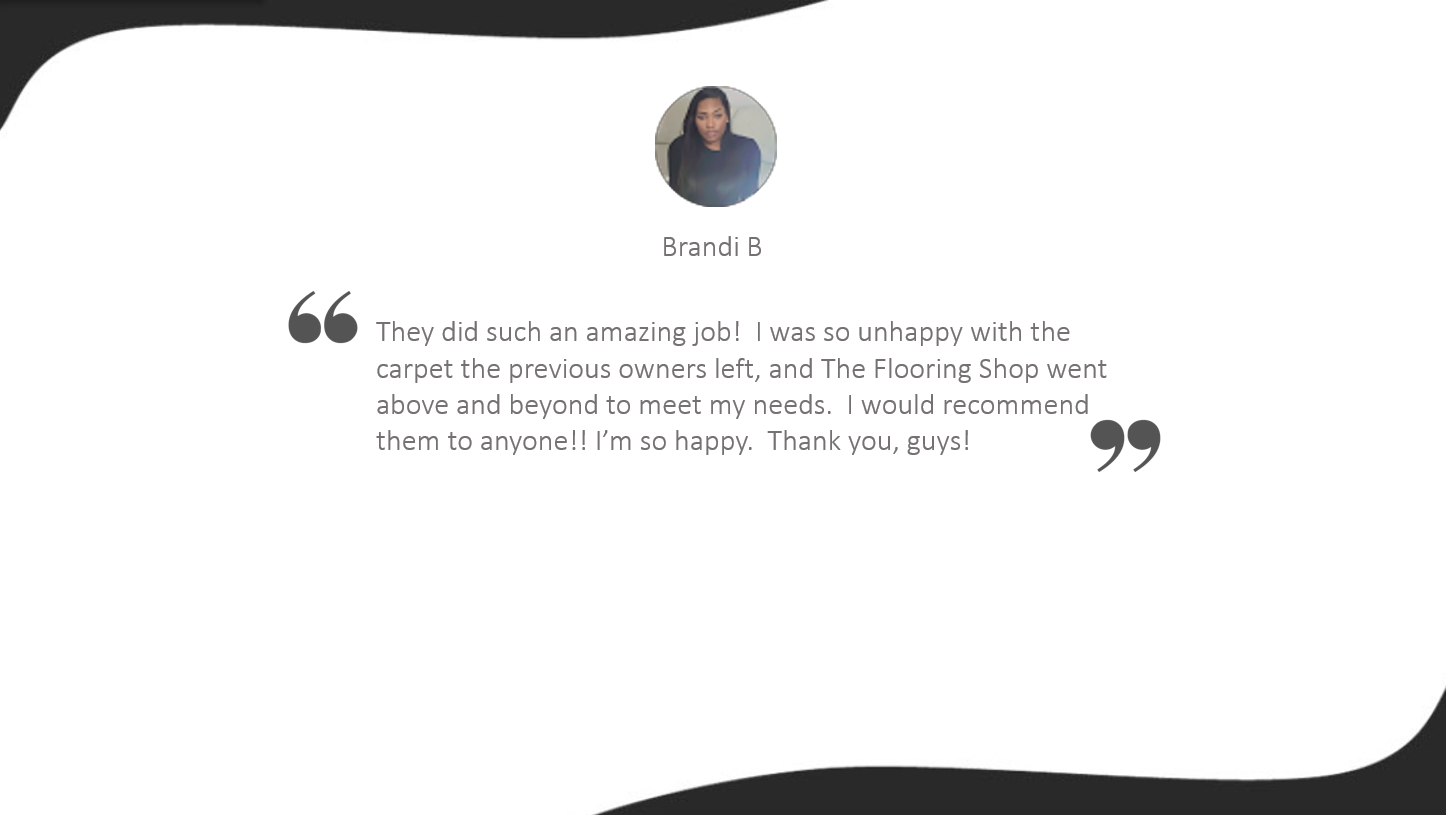 Brandi B
“
They did such an amazing job!  I was so unhappy with the
carpet the previous owners left, and The Flooring Shop went
above and beyond to meet my needs.  I would recommend
them to anyone!! I’m so happy.  Thank you, guys!
”